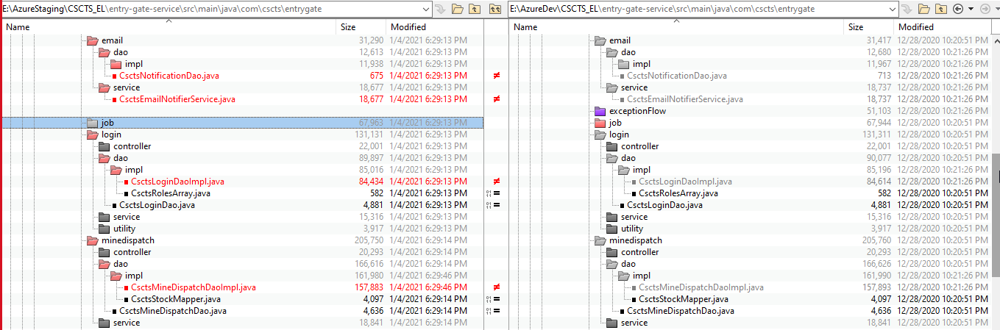 E:\AzureStaging\CSCTS_EL\entry-gate-service\src\main\java\com\cscts\entrygate E:\AzureDev\CSCTS_EL\entry-gate-service\src\main\java\com\cscts\entrygate
Name Size Modified Name Size Modified
email 31,290 1/4/2021 6:29:13 PM email 31,417 12/28/2020 10:20:51 PM
dao 12,613 1/4/2021 6:29:13 PM dao 12,680 12/28/2020 10:21:26 PM
impl 11,938 1/4/2021 6:29:13 PM impl 11,967 12/28/2020 10:21:26 PM
CsctsNotificationDao.java 675 1/4/2021 6:29:13 PM ≠ CsctsNotificationDao.java 713 12/28/2020 10:21:26 PM
service 18,677 1/4/2021 6:29:13 PM service 18,737 12/28/2020 10:21:26 PM
CsctsEmailNotifierService.java 18,677 1/4/2021 6:29:13 PM ≠ CsctsEmailNotifierService.java 18,737 12/28/2020 10:21:26 PM
exceptionFlow 51,103 12/28/2020 10:21:26 PM
job 67,963 1/4/2021 6:29:13 PM job 67,944 12/28/2020 10:20:51 PM
login 131,131 1/4/2021 6:29:13 PM login 131,311 12/28/2020 10:20:51 PM
controller 22,001 1/4/2021 6:29:13 PM controller 22,001 12/28/2020 10:20:51 PM
dao 89,897 1/4/2021 6:29:13 PM dao 90,077 12/28/2020 10:20:51 PM
impl 85,016 1/4/2021 6:29:13 PM impl 85,196 12/28/2020 10:21:26 PM
CsctsLoginDaoImpl.java 84,434 1/4/2021 6:29:13 PM ≠ CsctsLoginDaoImpl.java 84,614 12/28/2020 10:21:26 PM
CsctsRolesArray.java 582 1/4/2021 6:29:13 PM = CsctsRolesArray.java 582 12/28/2020 10:20:51 PM
CsctsLoginDao.java 4,881 1/4/2021 6:29:13 PM = CsctsLoginDao.java 4,881 12/28/2020 10:20:51 PM
service 15,316 1/4/2021 6:29:13 PM service 15,316 12/28/2020 10:20:51 PM
utility 3,917 1/4/2021 6:29:13 PM utility 3,917 12/28/2020 10:20:51 PM
minedispatch 205,750 1/4/2021 6:29:14 PM minedispatch 205,760 12/28/2020 10:20:51 PM
controller 20,293 1/4/2021 6:29:14 PM controller 20,293 12/28/2020 10:20:51 PM
dao 166,616 1/4/2021 6:29:14 PM dao 166,626 12/28/2020 10:20:51 PM
impl 161,980 1/4/2021 6:29:46 PM impl 161,990 12/28/2020 10:21:26 PM
CsctsMineDispatchDaoImpl.java 157,883 1/4/2021 6:29:46 PM ≠ CsctsMineDispatchDaoImpl.java 157,893 12/28/2020 10:21:26 PM
CsctsStockMapper.java 4,097 1/4/2021 6:29:14 PM = CsctsStockMapper.java 4,097 12/28/2020 10:20:51 PM
CsctsMineDispatchDao.java 4,636 1/4/2021 6:29:14 PM = CsctsMineDispatchDao.java 4,636 12/28/2020 10:20:51 PM
service 18,841 1/4/2021 6:29:14 PM service 18,841 12/28/2020 10:20:51 PM